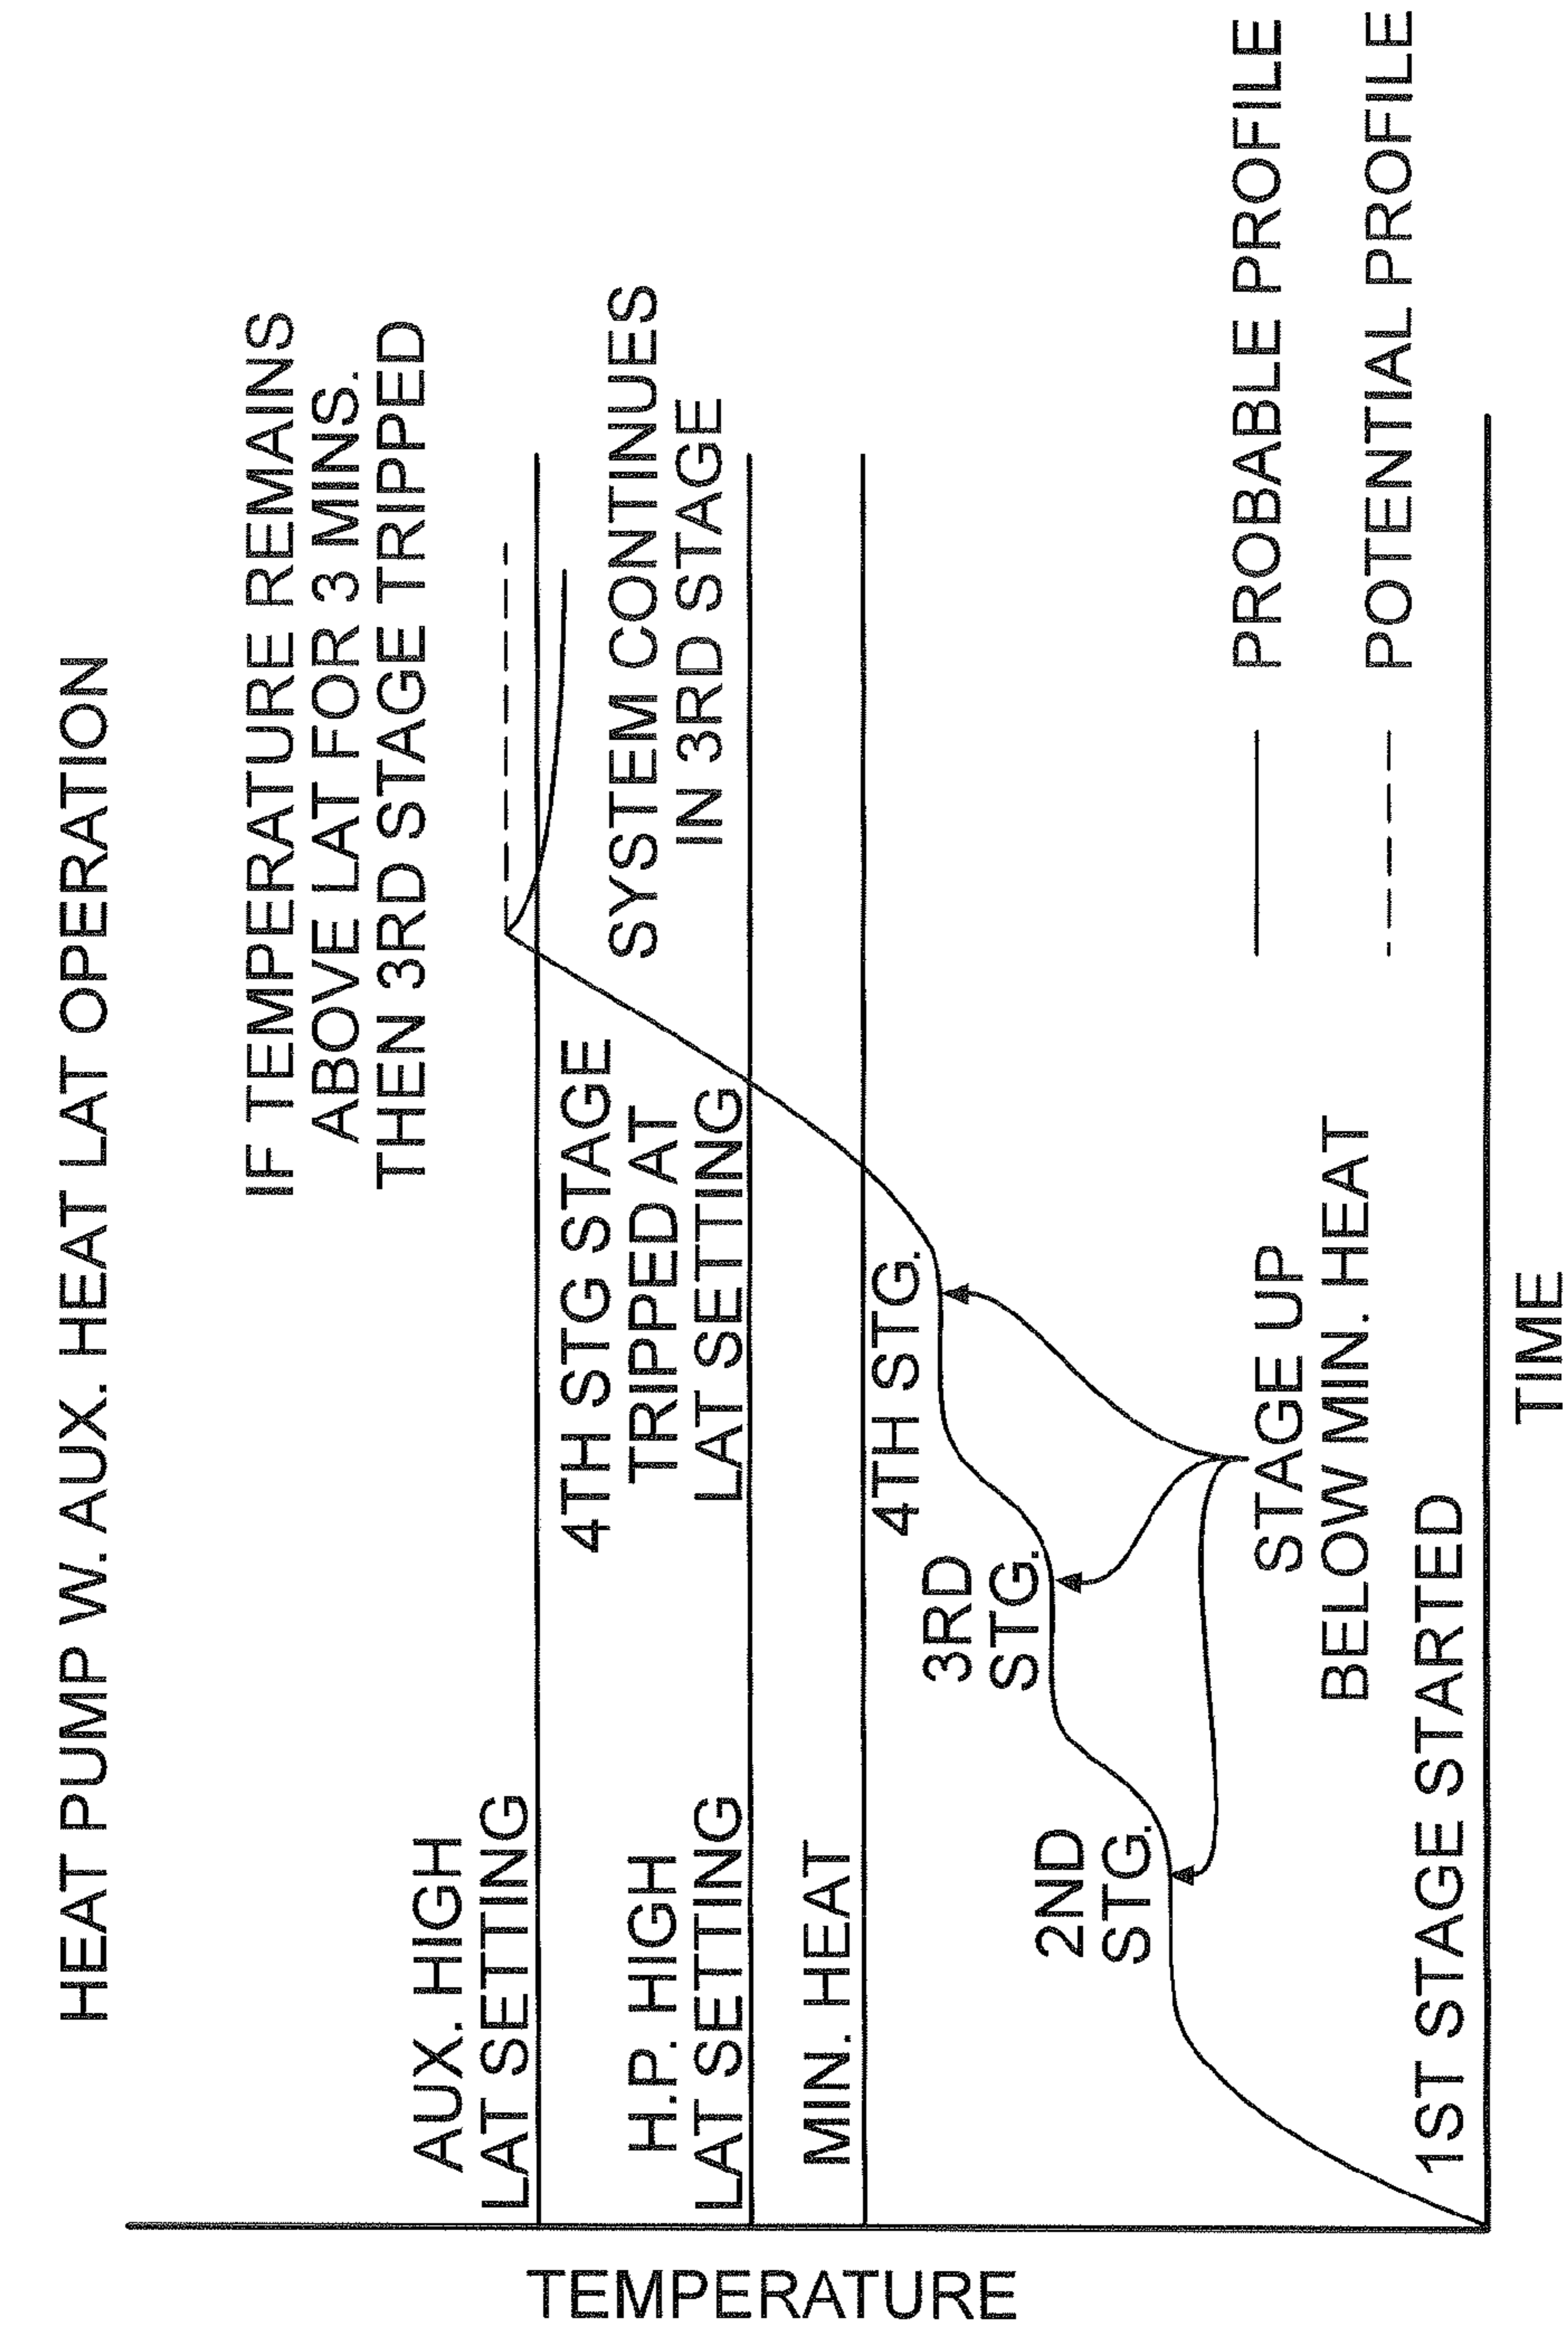 HEAT PUMP W. AUX. HEAT LAT OPERATION
IF TEMPERATURE REMAINS
ABOVE LAT FOR 3 MINS.
THEN 3RD STAGE TRIPPED
AUX. HIGH
LAT SETTING
4TH STG STAGE
TRIPPED AT
LAT SETTING
SYSTEM CONTINUES
IN 3RD STAGE
H.P. HIGH
LAT SETTING
MIN. HEAT
4TH STG.
3RD
STG.
2ND
STG.
STAGE UP
BELOW MIN. HEAT
1ST STAGE STARTED
PROBABLE PROFILE
POTENTIAL PROFILE
TEMPERATURE
TIME